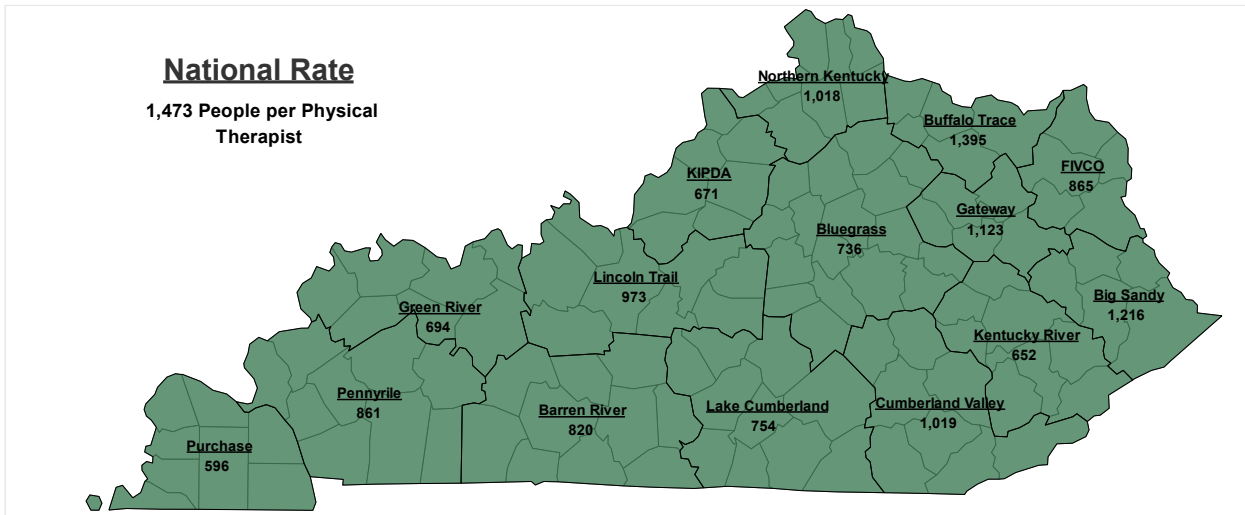 National Rate
1,473 People per Physical
Therapist
Northern Kentucky
1,018
Buffalo Trace
1,395
KIPDA
671
FIVCO
865
Gateway
1,123
Bluegrass
736
Lincoln Trail
973
Big Sandy
1,216
Green River
694
Kentucky River
652
Pennyrile
861
Barren River
820
Lake Cumberland
754
Cumberland Valley
1,019
Purchase
596